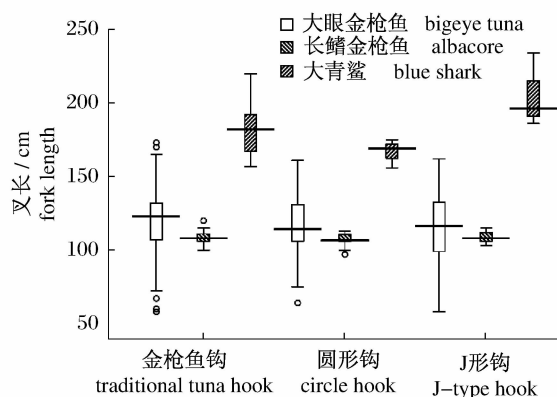 大眼金枪鱼 bigeye tuna
长鳍金枪鱼 albacore
大青鲨 blue shark
叉长/cm
fork length
250
200
150
100
50
金枪鱼钩
traditional tuna hook
圆形钩
circle hook
J形钩
J-type hook